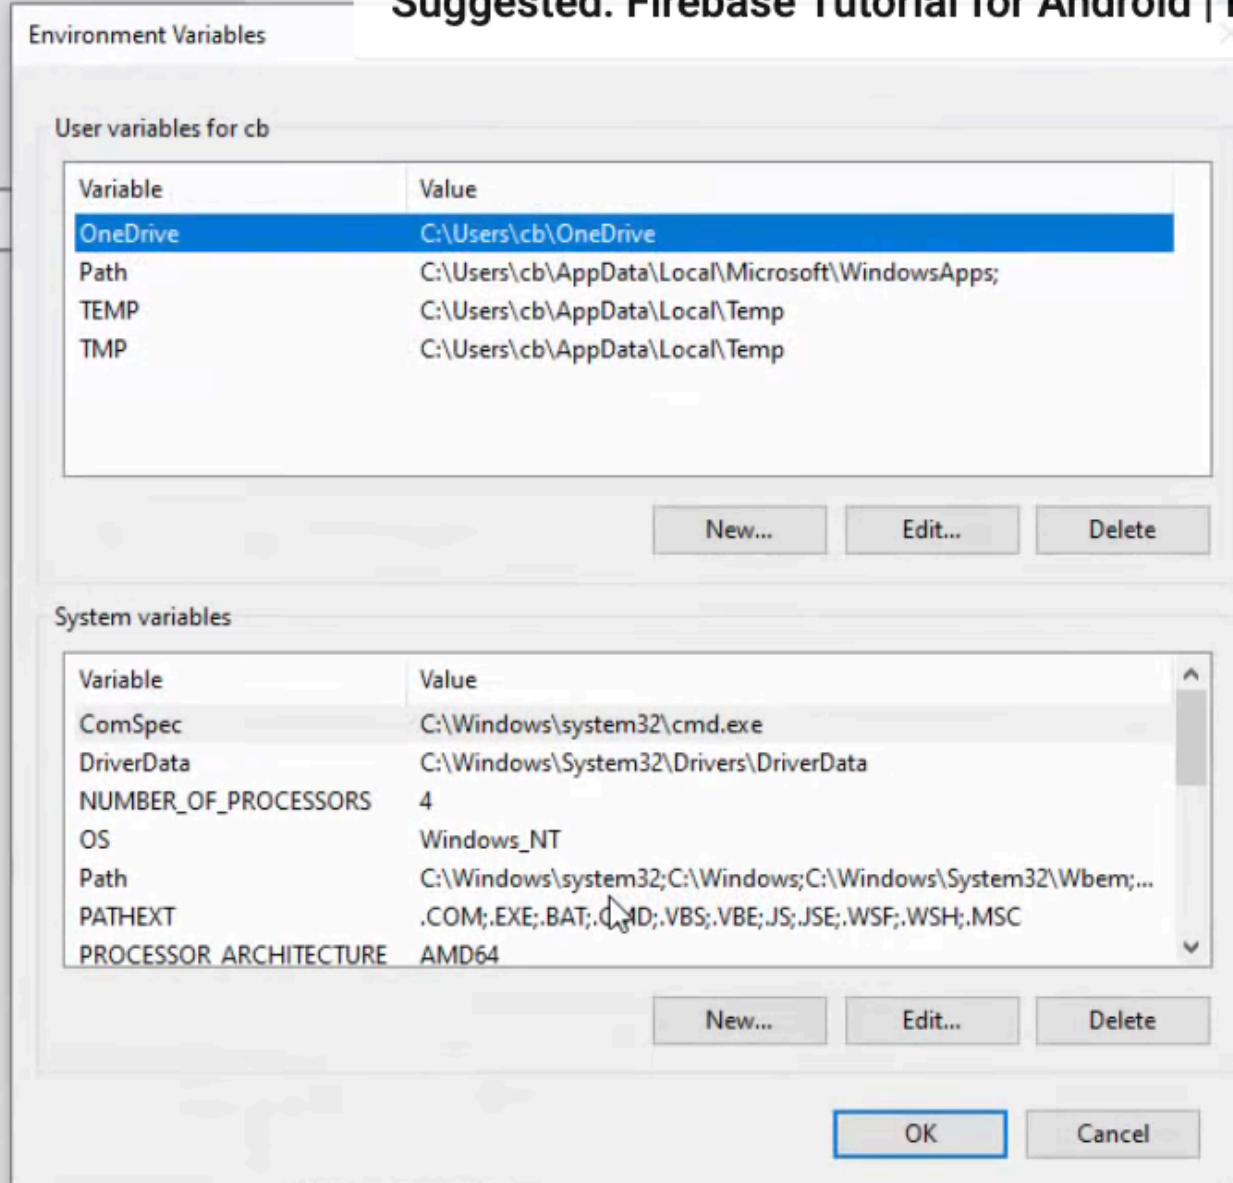 Suggested: Firebase Tutorial for Android |
Environment Variables
User variables for cb
Variable Value
OneDrive C:\Users\cb\OneDrive
Path C:\Users\cb\AppData\Local\Microsoft\WindowsApps;
TEMP C:\Users\cb\AppData\Local\Temp
TMP C:\Users\cb\AppData\Local\Temp
New... Edit... Delete
System variables
Variable Value
ComSpec C:\Windows\system32\cmd.exe
DriverData C:\Windows\System32\Drivers\DriverData
NUMBER_OF_PROCESSORS 4
OS Windows_NT
Path C:\Windows\system32;C:\Windows;C:\Windows\System32\Wbem;...
PATHEXT .COM;.EXE;.BAT;.CMD;.VBS;.VBE;.JS;.JSE;.WSF;.WSH;.MSC
PROCESSOR_ARCHITECTURE AMD64
New... Edit... Delete
OK Cancel